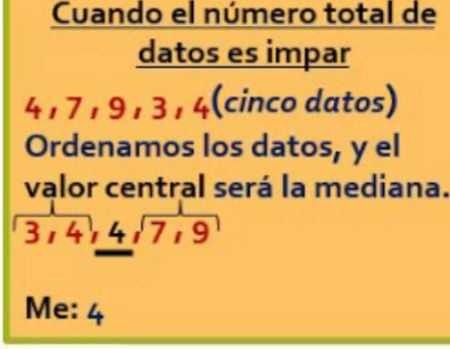 Cuando el número total de
datos es impar
4, 7, 9, 3, 4 (cinco datos)
Ordenamos los datos, y el
valor central será la mediana.
3, 4, 4, 7, 9
Me: 4